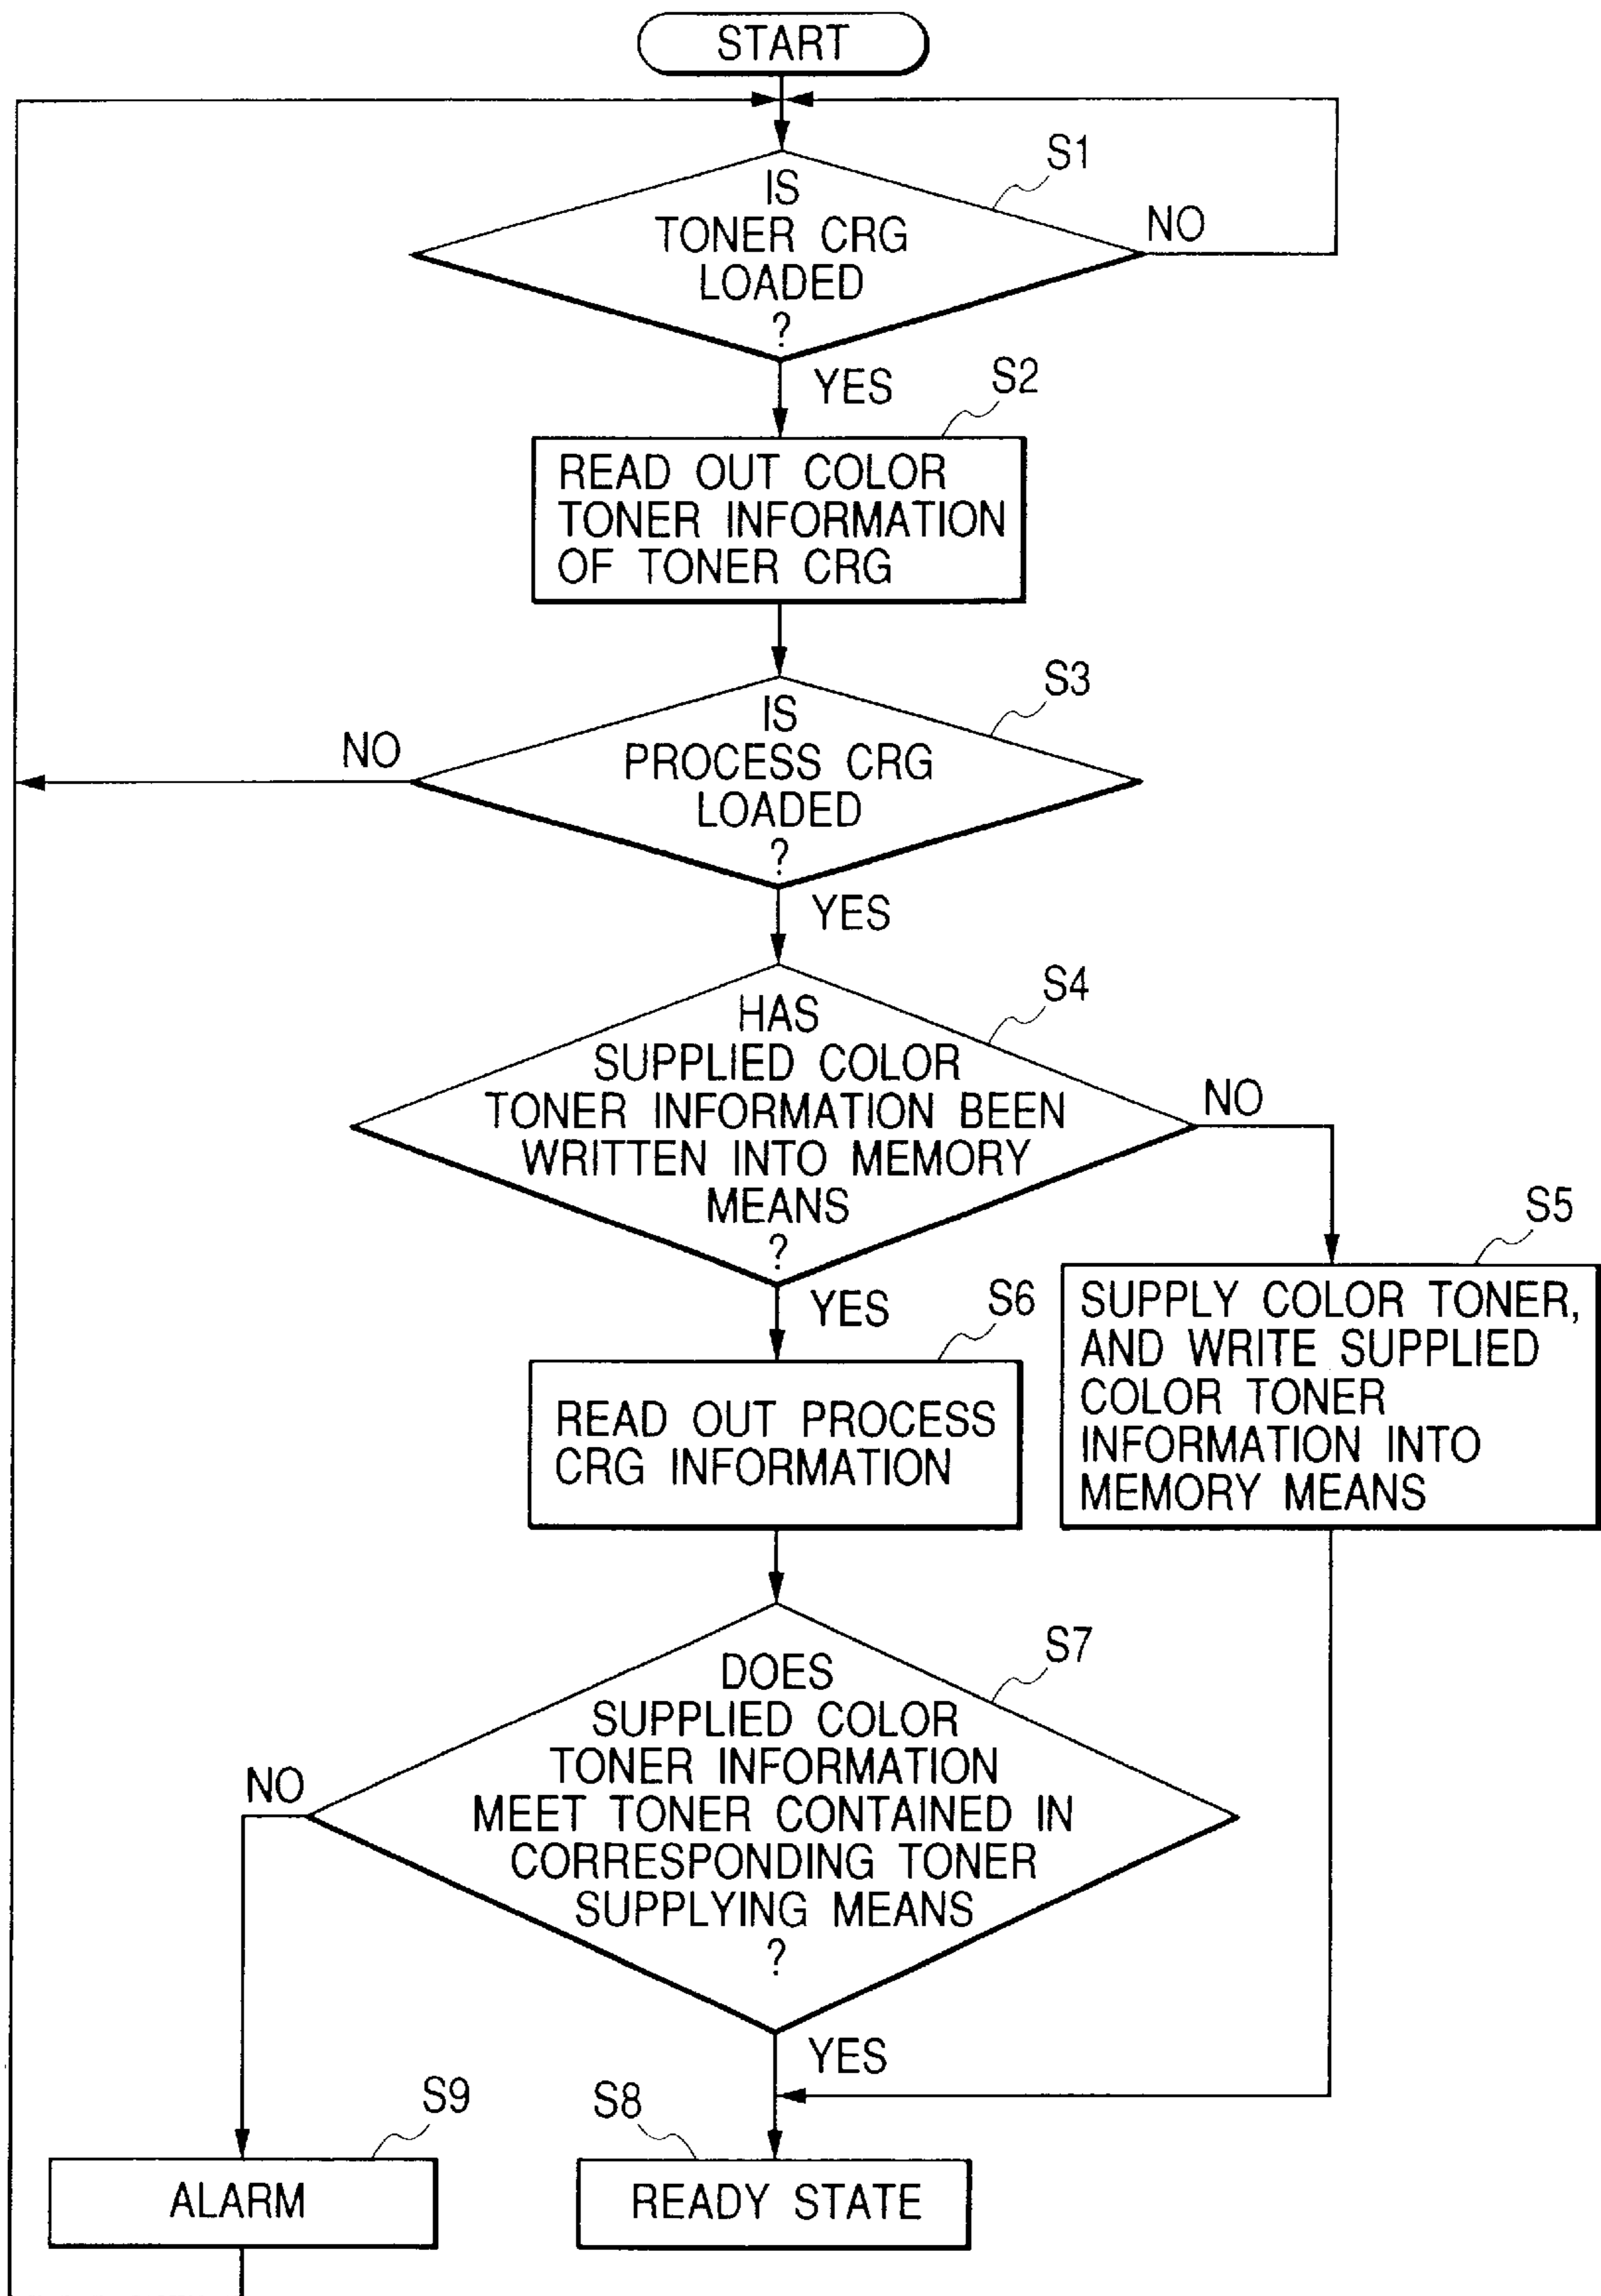 START
S1
IS
TONER CRG
LOADED
?
NO
YES
S2
READ OUT COLOR
TONER INFORMATION
OF TONER CRG
S3
IS
PROCESS CRG
LOADED
?
NO
YES
S4
HAS
SUPPLIED COLOR
TONER INFORMATION BEEN
WRITTEN INTO MEMORY
MEANS
?
NO
YES
S5
SUPPLY COLOR TONER,
AND WRITE SUPPLIED
COLOR TONER
INFORMATION INTO
MEMORY MEANS
S6
READ OUT PROCESS
CRG INFORMATION
S7
DOES
SUPPLIED COLOR
TONER INFORMATION
MEET TONER CONTAINED IN
CORRESPONDING TONER
SUPPLYING MEANS
?
NO
YES
S9
ALARM
S8
READY STATE